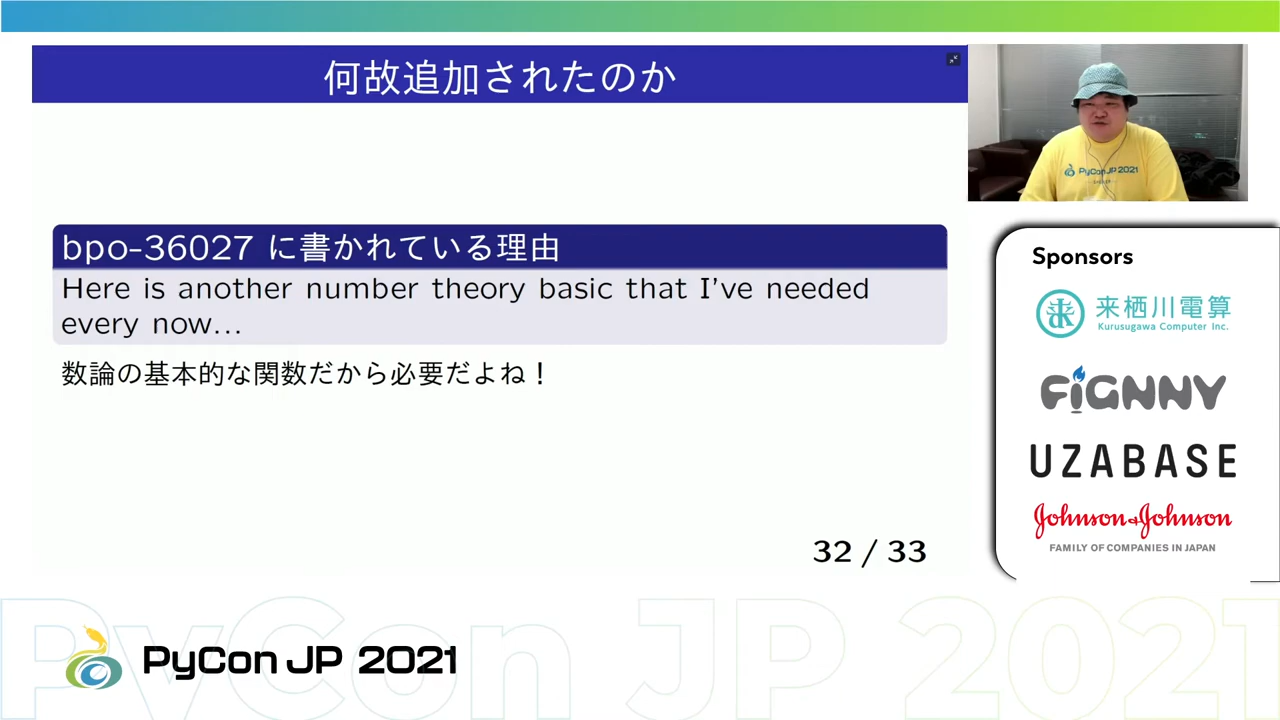 何故追加されたのか
bpo-36027 に書かれている理由
Here is another number theory basic that I've needed
every now...
数論の基本的な関数だから必要だよね！
32 / 33
PyCon JP 2021
Sponsors
来栖川電算
Kurusugawa Computer Inc.
FiGNNY
UZABASE
Johnson & Johnson
FAMILY OF COMPANIES IN JAPAN
PyCon JP 2021
PyCon JP 2021